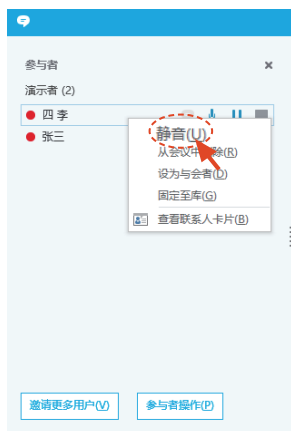 参与者
演示者 (2)
四 李
张三
静音(U)
从会议中删除(R)
设为与会者(D)
固定至库(G)
查看联系人卡片(B)
邀请更多用户(V)
参与者操作(P)